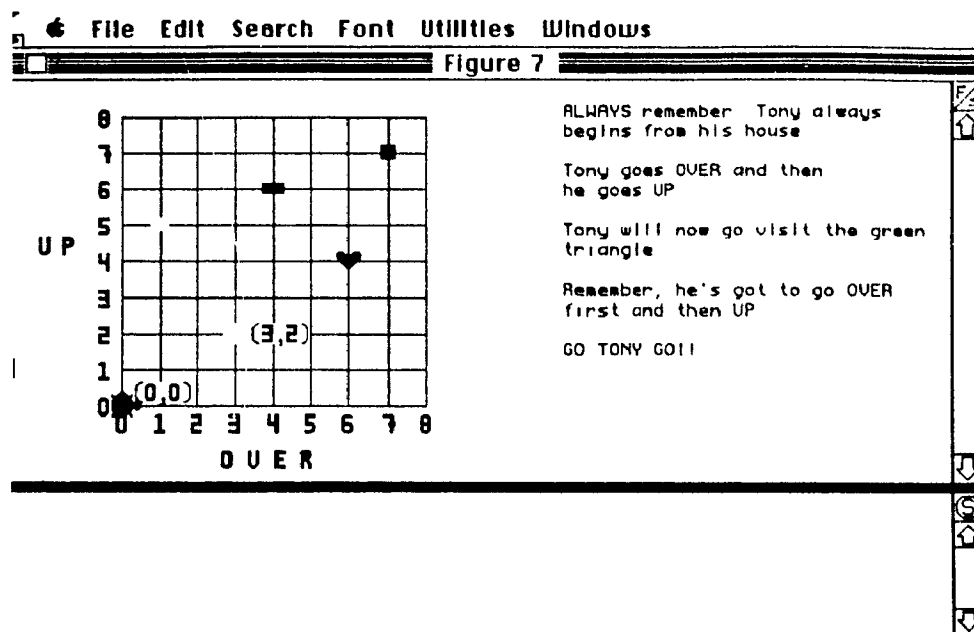 File Edit Search Font Utilities Windows
Figure 7
8
7
6
5
UP
4
3
2
(3,2)
1
0
(0,0)
0 1 2 3 4 5 6 7 8
OVER
ALWAYS remember Tony always
begins from his house
Tony goes OVER and then
he goes UP
Tony will now go visit the green
triangle
Remember, he's got to go OVER
first and then UP
GO TONY GO!!